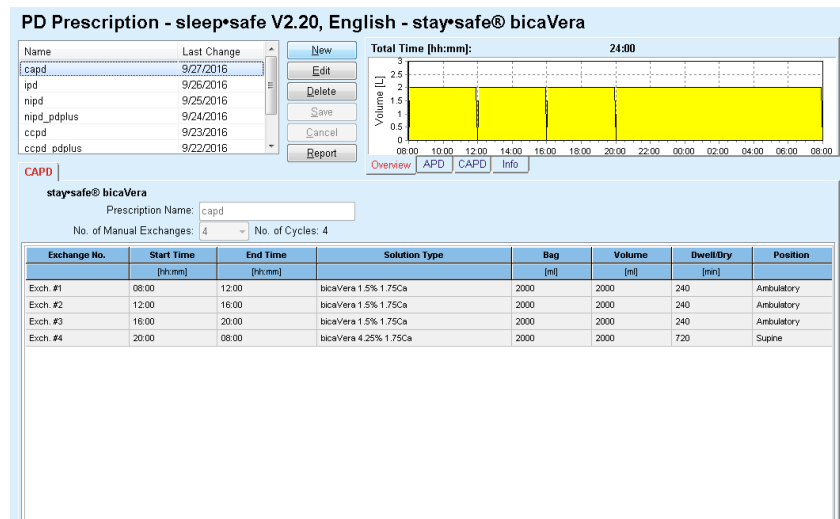 PD Prescription - sleep•safe V2.20, English - stay•safe® bicaVera
Name Last Change
capd 9/27/2016
ipd 9/26/2016
nipd 9/25/2016
nipd_pdplus 9/24/2016
ccpd 9/23/2016
ccpd_pdplus 9/22/2016
New
Edit
Delete
Save
Cancel
Report
Total Time [hh:mm]: 24:00
Volume [L]
3
2.5
2
1.5
1
0.5
0
08:00 10:00 12:00 14:00 16:00 18:00 20:00 22:00 00:00 02:00 04:00 06:00 08:00
Overview APD CAPD Info
CAPD
stay•safe® bicaVera
Prescription Name: capd
No. of Manual Exchanges: 4 No. of Cycles: 4
Exchange No. Start Time End Time Solution Type Bag Volume Dwell/Dry Position
[hh:mm] [hh:mm] [ml] [ml] [min]
Exch. #1 08:00 12:00 bicaVera 1.5% 1.75Ca 2000 2000 240 Ambulatory
Exch. #2 12:00 16:00 bicaVera 1.5% 1.75Ca 2000 2000 240 Ambulatory
Exch. #3 16:00 20:00 bicaVera 1.5% 1.75Ca 2000 2000 240 Ambulatory
Exch. #4 20:00 08:00 bicaVera 4.25% 1.75Ca 2000 2000 720 Supine